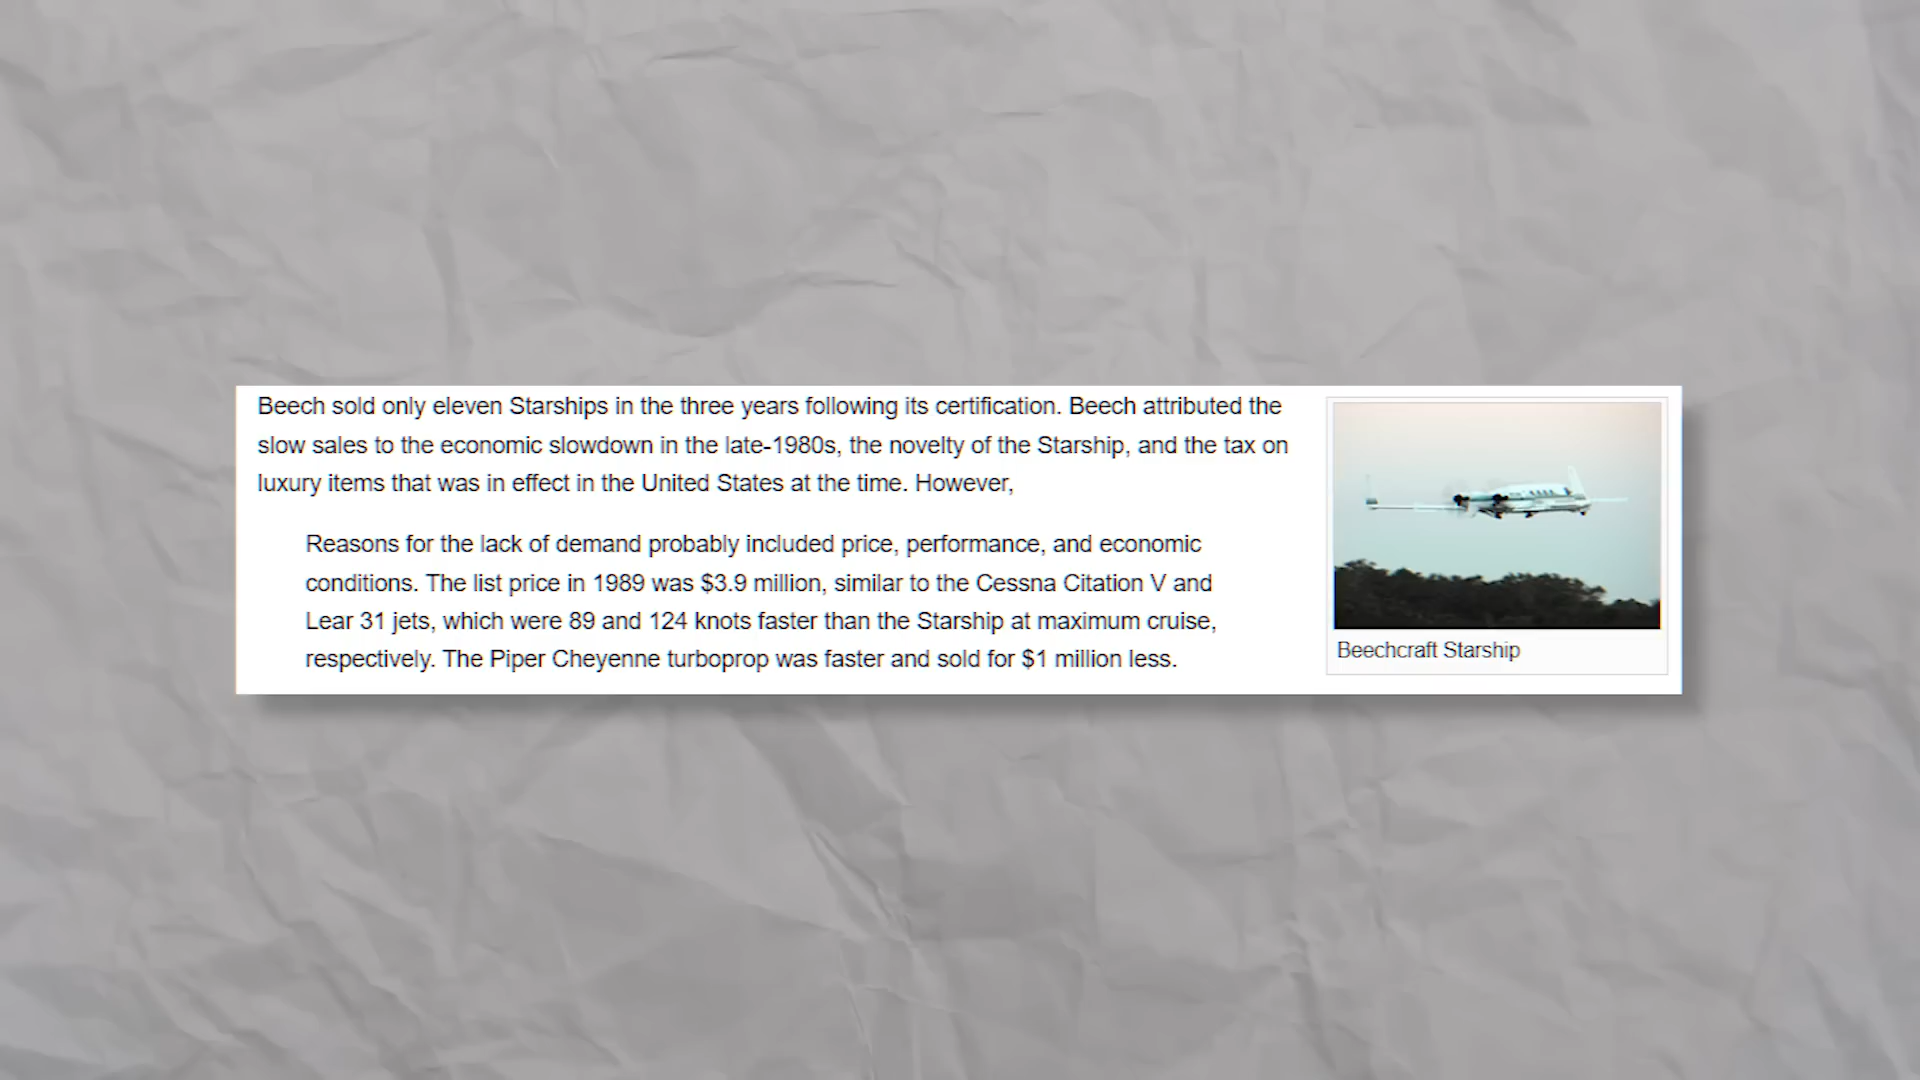 Beech sold only eleven Starships in the three years following its certification. Beech attributed the
slow sales to the economic slowdown in the late-1980s, the novelty of the Starship, and the tax on
luxury items that was in effect in the United States at the time. However,
Reasons for the lack of demand probably included price, performance, and economic
conditions. The list price in 1989 was $3.9 million, similar to the Cessna Citation V and
Lear 31 jets, which were 89 and 124 knots faster than the Starship at maximum cruise,
respectively. The Piper Cheyenne turboprop was faster and sold for $1 million less.
Beechcraft Starship